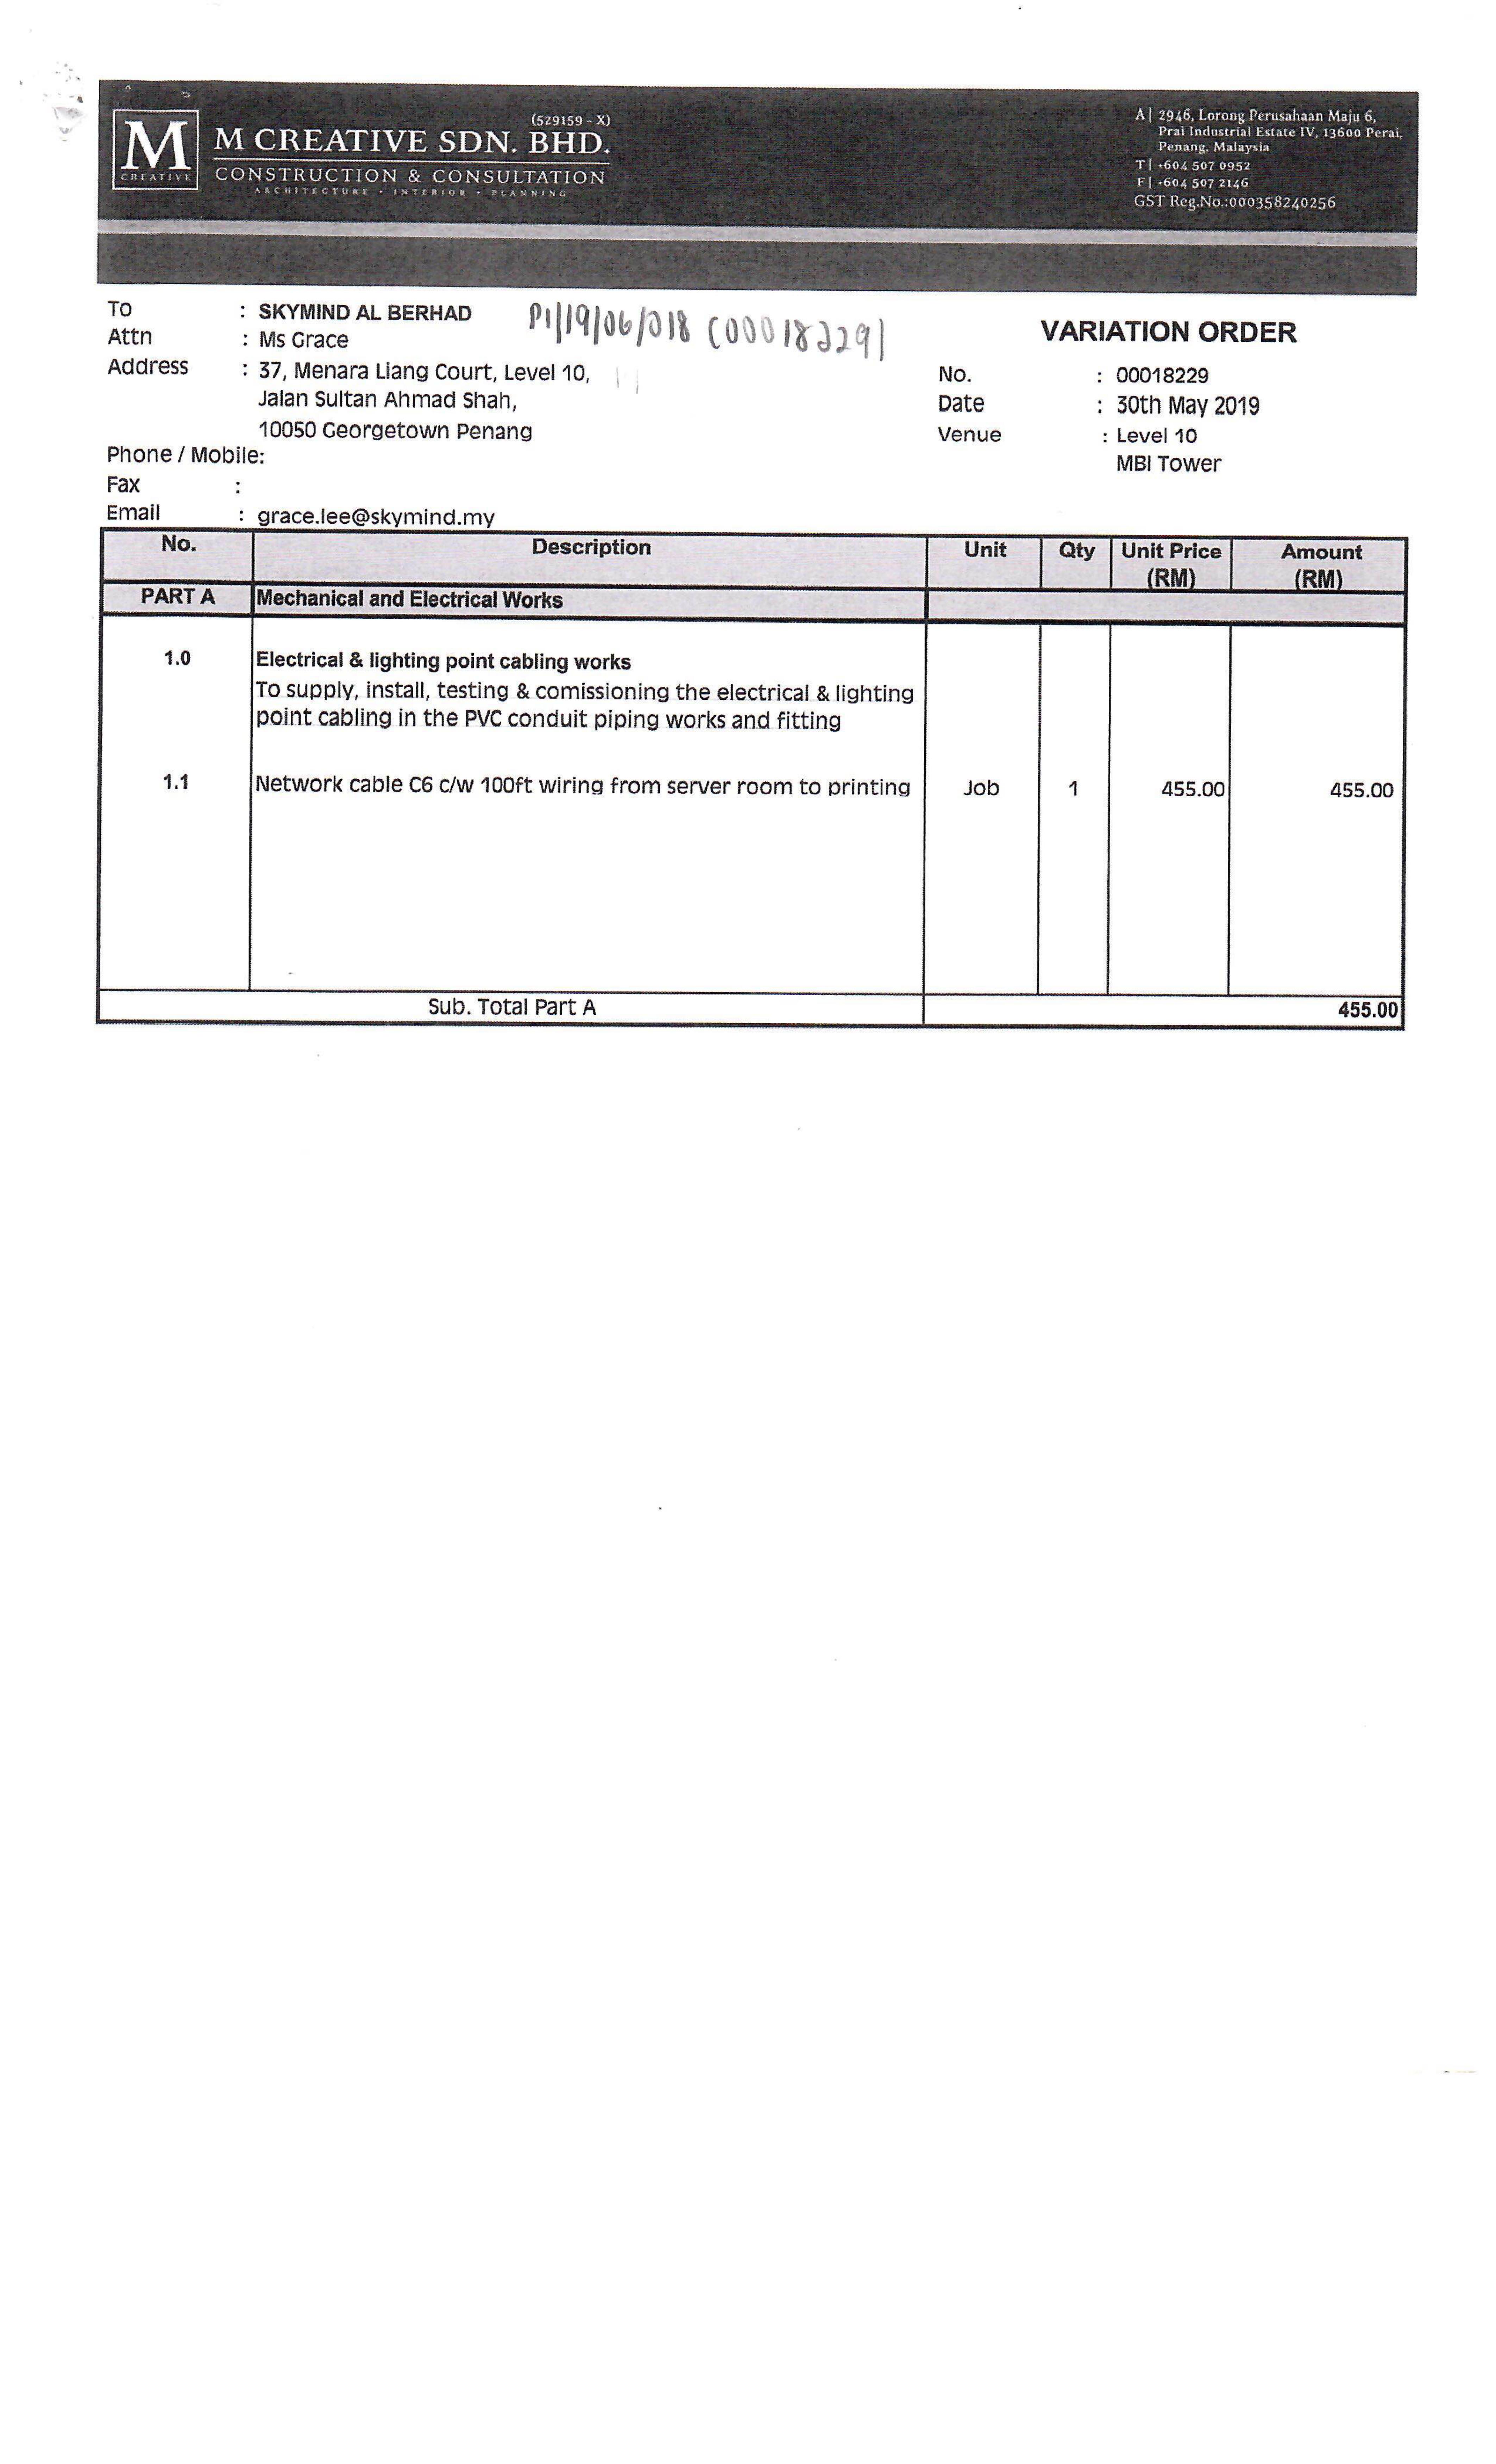 (529159 - X)
M CREATIVE SDN. BHD.
M
CREATIVE
CONSTRUCTION & CONSULTATION
ARCHITECTURE · INTERIOR · PLANNING
A| 2946, Lorong Perusahaan Maju 6,
Prai Industrial Estate IV, 13600 Perai,
Penang, Malaysia
T| +604 507 0952
F| +604 507 2146
GST Reg.No.:000358240256
To : SKYMIND AL BERHAD
PI/19/06/018 (00018229)
Attn : Ms Grace
Address : 37, Menara Liang Court, Level 10,
Jalan Sultan Ahmad Shah,
10050 Georgetown Penang
Phone / Mobile:
Fax :
Email : grace.lee@skymind.my
VARIATION ORDER
No. : 00018229
Date : 30th May 2019
Venue : Level 10
MBI Tower
No. Description Unit Qty Unit Price (RM) Amount (RM)
PART A Mechanical and Electrical Works
1.0 Electrical & lighting point cabling works
To supply, install, testing & comissioning the electrical & lighting
point cabling in the PVC conduit piping works and fitting
1.1 Network cable C6 c/w 100ft wiring from server room to printing Job 1 455.00 455.00
Sub. Total Part A 455.00